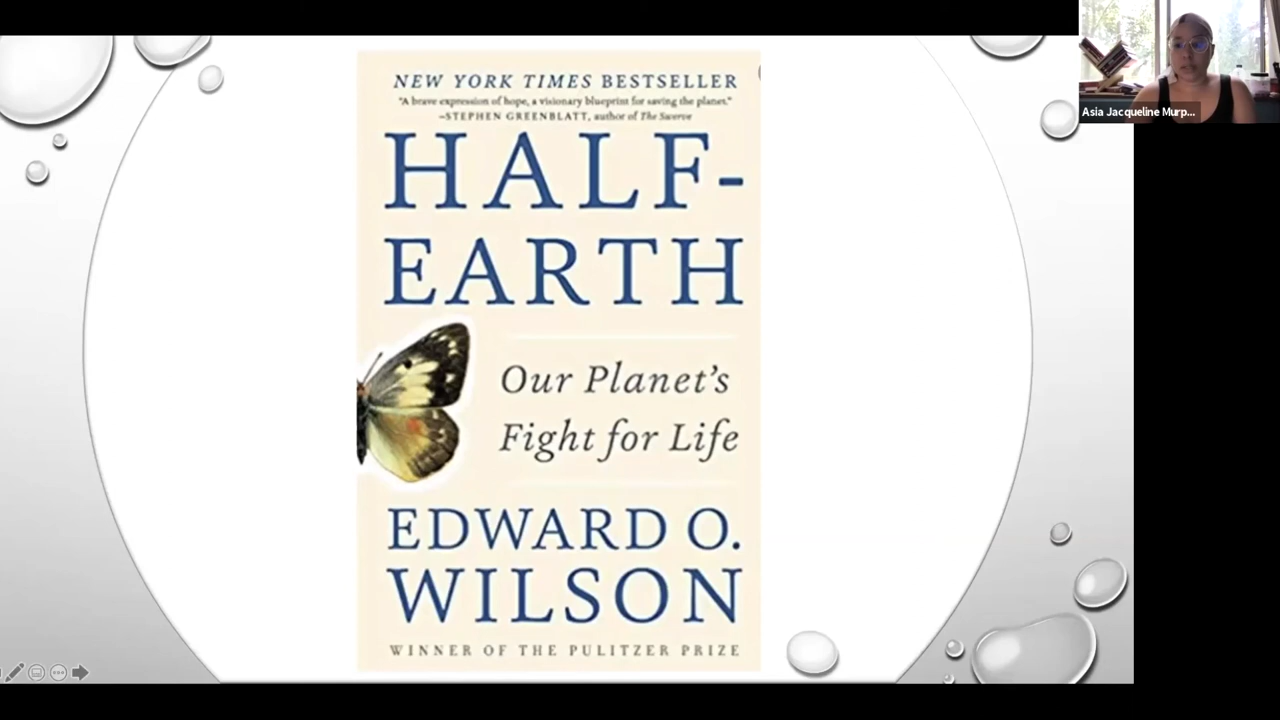 NEW YORK TIMES BESTSELLER
"A brave expression of hope, a visionary blueprint for saving the planet."
–STEPHEN GREENBLATT, author of The Swerve
HALF-
EARTH
Our Planet's
Fight for Life
EDWARD O.
WILSON
WINNER OF THE PULITZER PRIZE
Asia Jacqueline Murp...